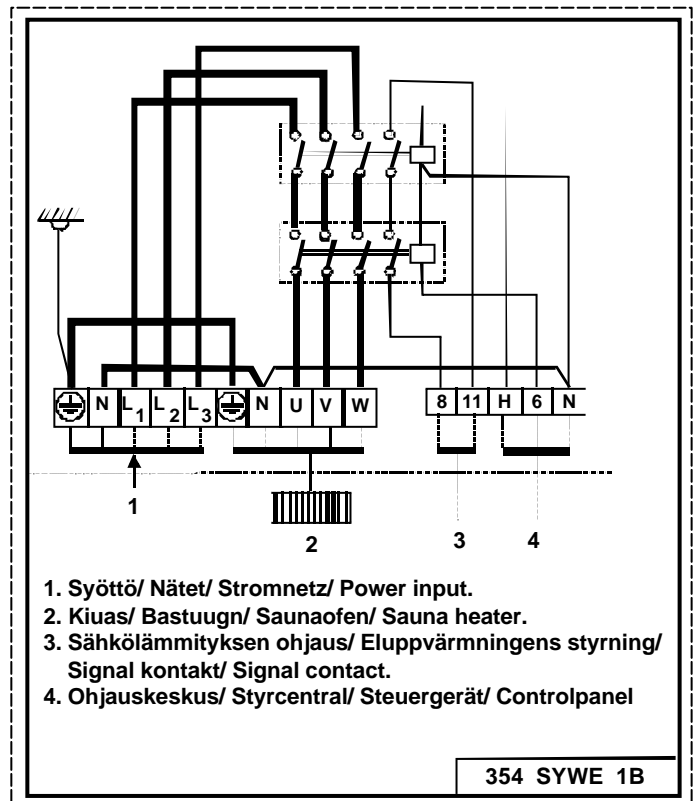 N L1 L2 L3 N U V W 8 11 H 6 N
1 2 3 4
1. Syöttö/ Nätet/ Stromnetz/ Power input.
2. Kiuas/ Bastuugn/ Saunaofen/ Sauna heater.
3. Sähkölämmityksen ohjaus/ Eluppvärmningens styrning/
Signal kontakt/ Signal contact.
4. Ohjauskeskus/ Styrcentral/ Steuergerät/ Controlpanel
354 SYWE 1B